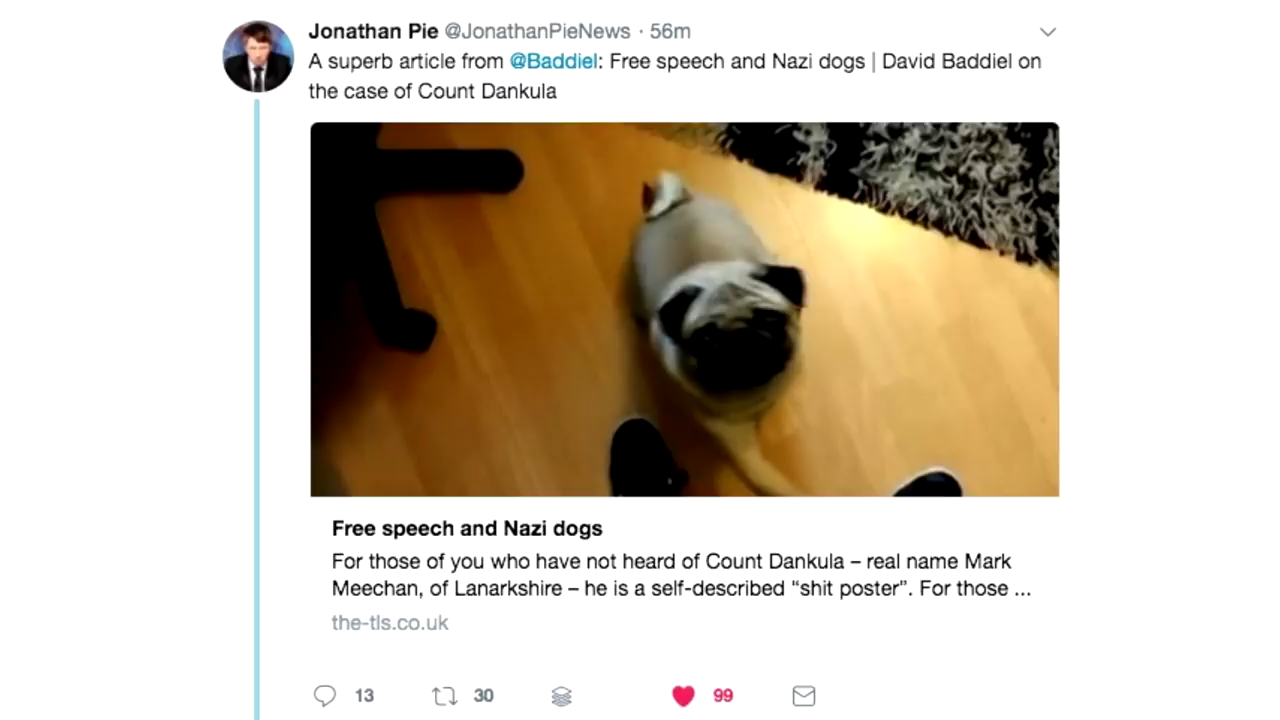 Jonathan Pie @JonathanPieNews · 56m
A superb article from @Baddiel: Free speech and Nazi dogs | David Baddiel on
the case of Count Dankula
Free speech and Nazi dogs
For those of you who have not heard of Count Dankula – real name Mark
Meechan, of Lanarkshire – he is a self-described “shit poster”. For those ...
the-tls.co.uk
13 30 99